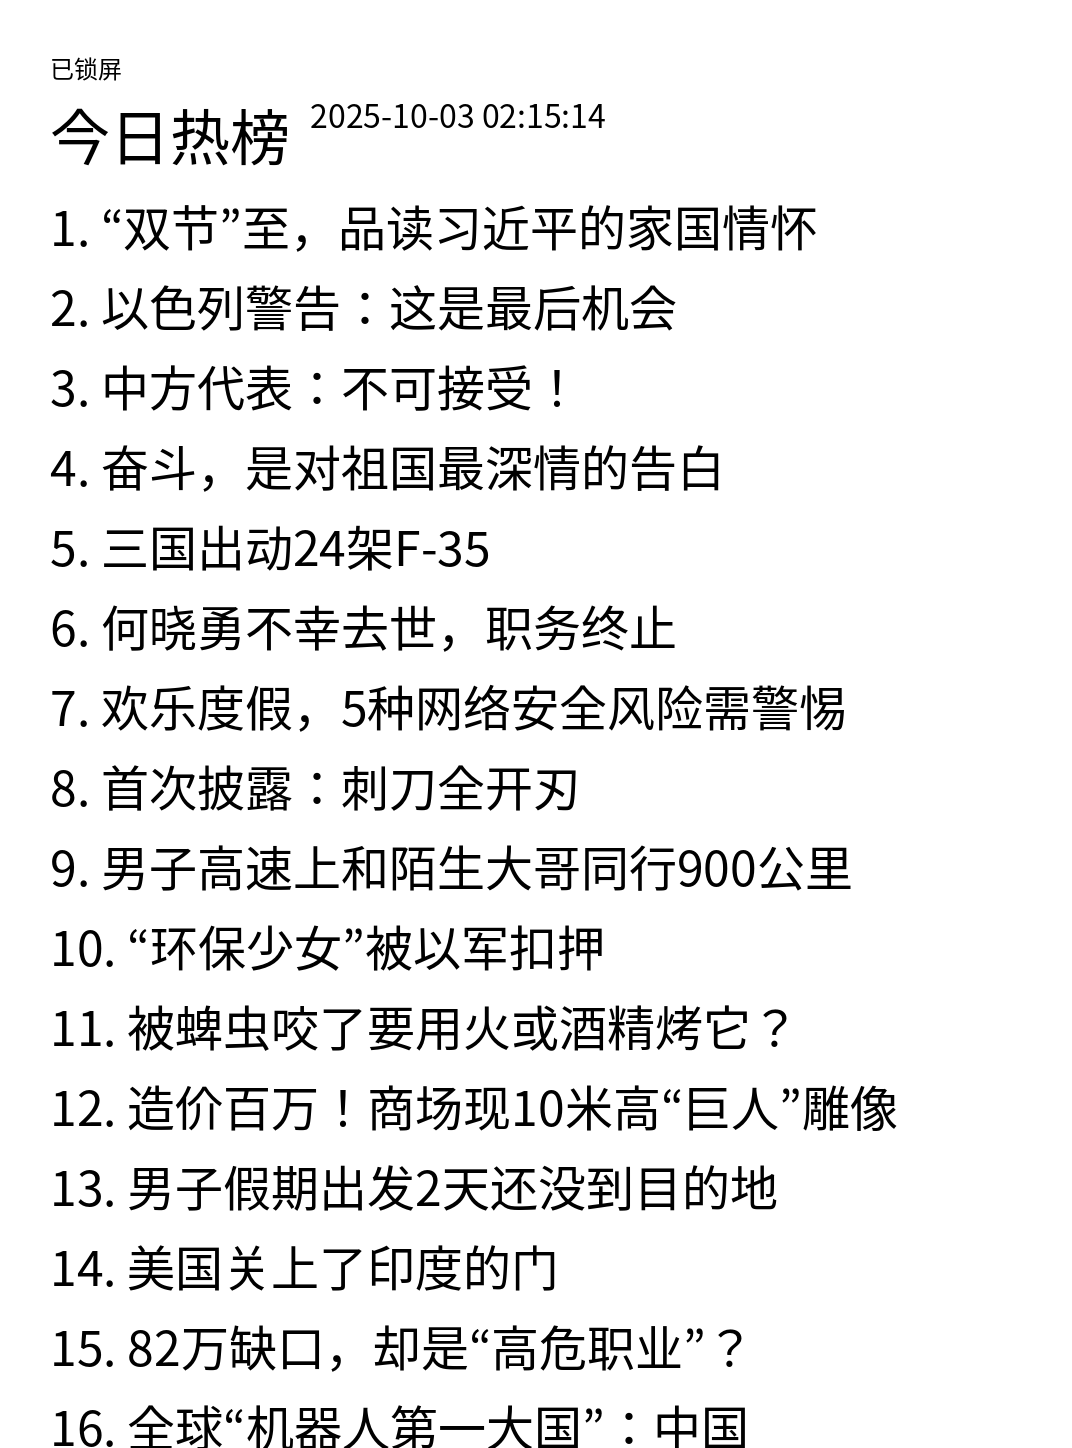 已锁屏
今日热榜 2025-10-03 02:15:14
1. “双节”至，品读习近平的家国情怀
2. 以色列警告：这是最后机会
3. 中方代表：不可接受！
4. 奋斗，是对祖国最深情的告白
5. 三国出动24架F-35
6. 何晓勇不幸去世，职务终止
7. 欢乐度假，5种网络安全风险需警惕
8. 首次披露：刺刀全开刃
9. 男子高速上和陌生大哥同行900公里
10. “环保少女”被以军扣押
11. 被蜱虫咬了要用火或酒精烤它？
12. 造价百万！商场现10米高“巨人”雕像
13. 男子假期出发2天还没到目的地
14. 美国关上了印度的门
15. 82万缺口，却是“高危职业”？
16. 全球“机器人第一大国”：中国